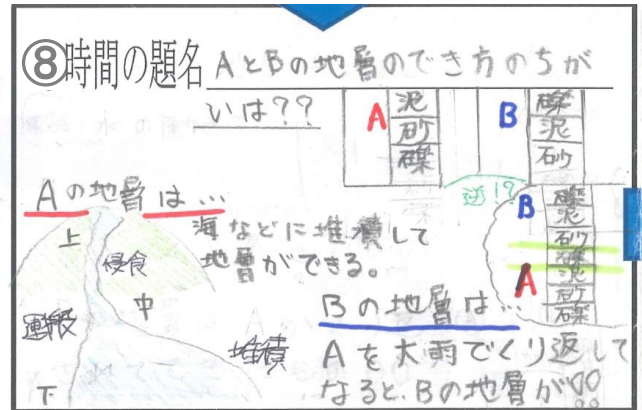 ⑧時間の題名 AとBの地層のでき方のちが
いは??
A 泥 砂 礫
B 礫 泥 砂
逆!?
Aの地層は…
海などに堆積して
地層ができる。
上
侵食
中
運搬
堆積
下
B 礫 泥 砂
A 礫 泥 砂 礫
Bの地層は…
Aを大雨でくり返して
なると、Bの地層が